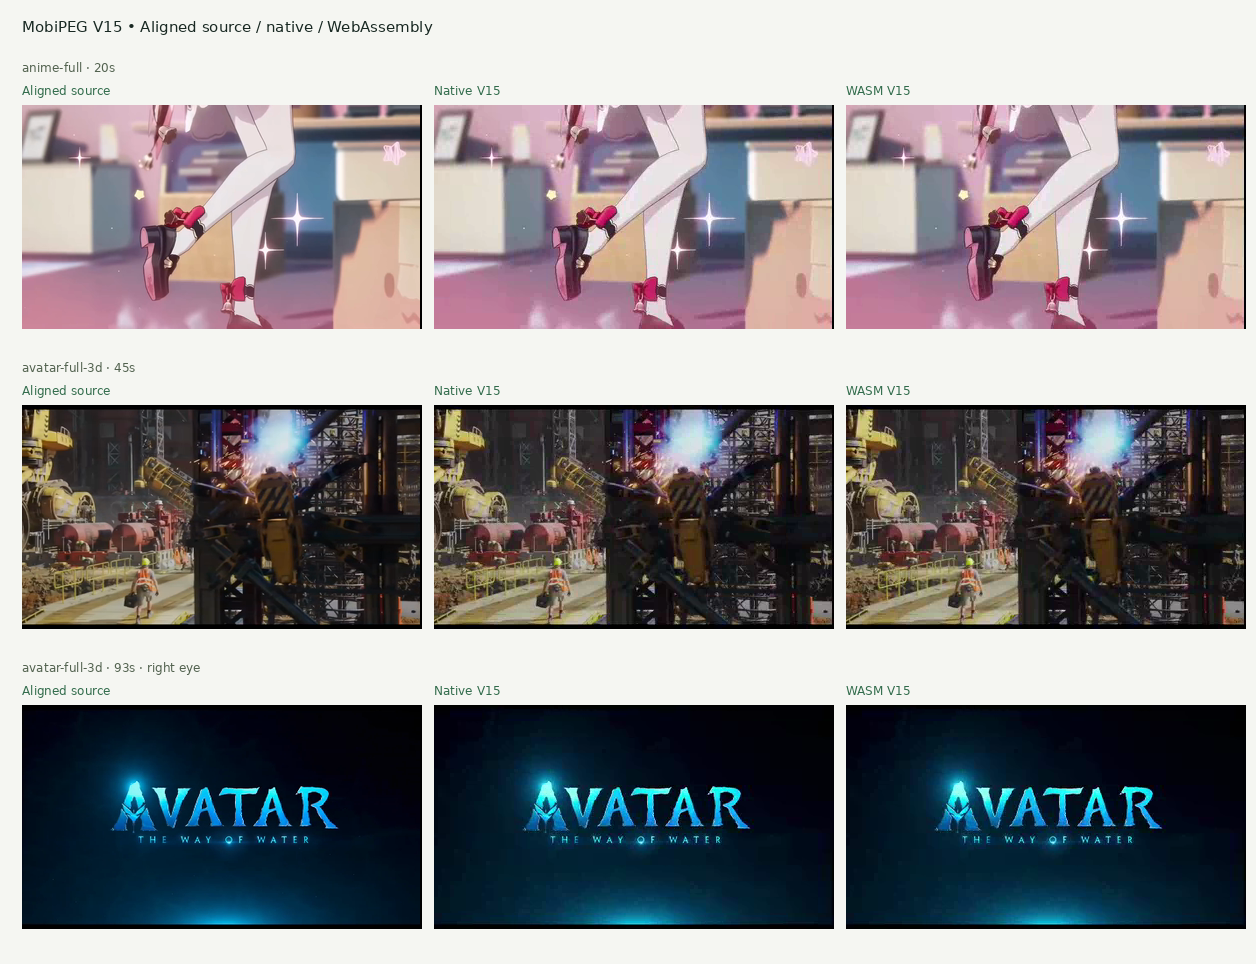 MobiPEG V15 • Aligned source / native / WebAssembly
anime-full · 20s
Aligned source Native V15 WASM V15
avatar-full-3d · 45s
Aligned source Native V15 WASM V15
avatar-full-3d · 93s · right eye
Aligned source Native V15 WASM V15
AVATAR AVATAR AVATAR
THE WAY OF WATER THE WAY OF WATER THE WAY OF WATER